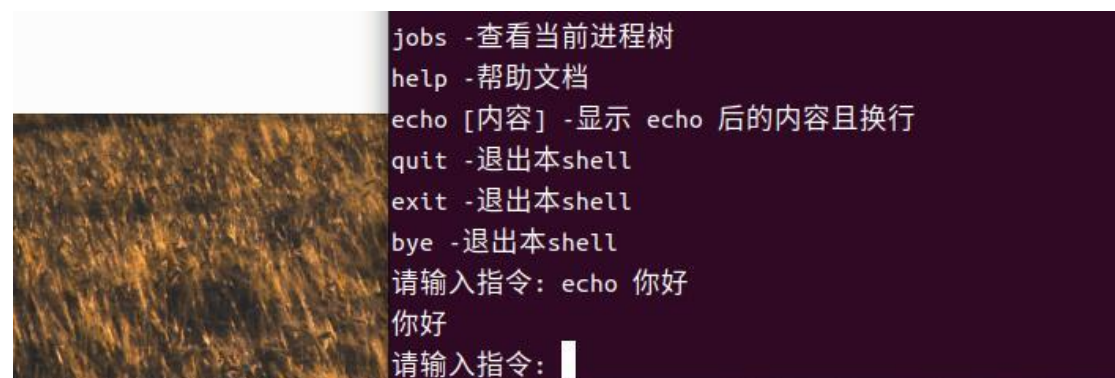 jobs -查看当前进程树
help -帮助文档
echo [内容] -显示 echo 后的内容且换行
quit -退出本shell
exit -退出本shell
bye -退出本shell
请输入指令: echo 你好
你好
请输入指令: